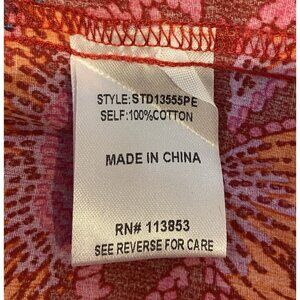 STYLE:STD13555PE
SELF:100%COTTON
MADE IN CHINA
RN# 113853
SEE REVERSE FOR CARE